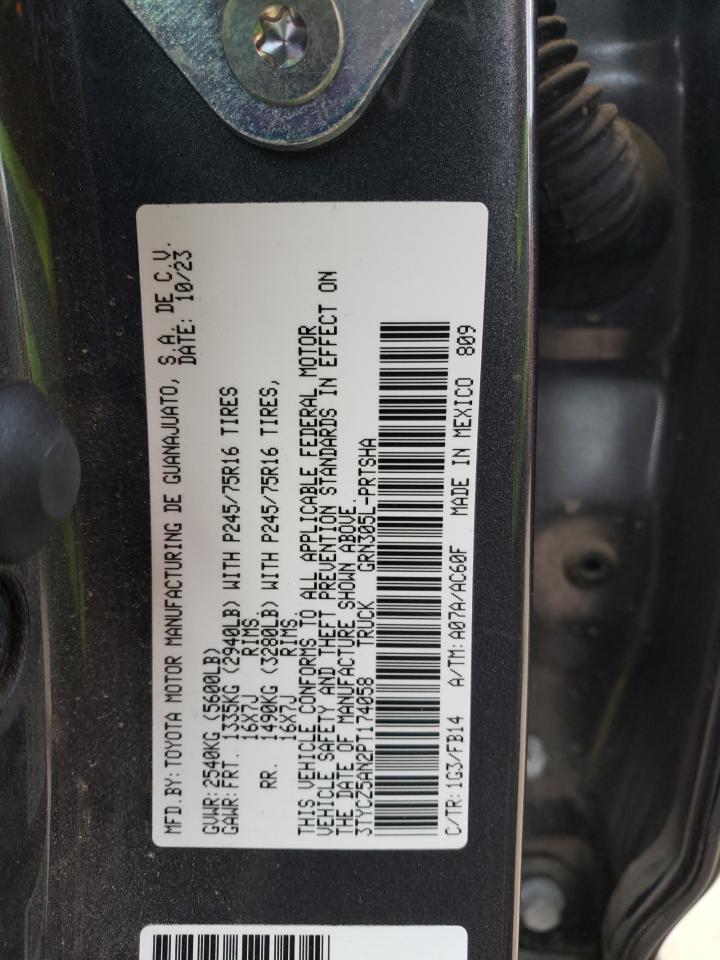 MFD.BY: TOYOTA MOTOR MANUFACTURING DE GUANAJUATO, S.A. DE C.V.
DATE: 10/23
GVWR: 2540KG (5600LB)
GAWR: FRT. 1335KG (2940LB) WITH P245/75R16 TIRES
16X7J RIMS
RR. 1490KG (3280LB) WITH P245/75R16 TIRES,
16X7J RIMS.
THIS VEHICLE CONFORMS TO ALL APPLICABLE FEDERAL MOTOR
VEHICLE SAFETY AND THEFT PREVENTION STANDARDS IN EFFECT ON
THE DATE OF MANUFACTURE SHOWN ABOVE.
3TYCZ5AN2PT174058 TRUCK GRN305L-PRTSHA
C/TR: 1G3/FB14 A/TM: A07A/AC60F MADE IN MEXICO 809